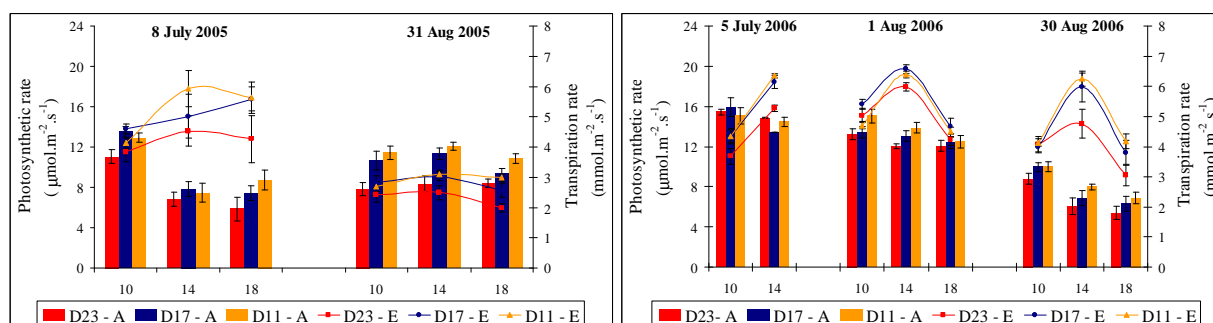 8 July 2005 31 Aug 2005
Photosynthetic rate
( μmol.m-2.s-1)
24
20
16
12
8
4
0
8
7
6
5
4
3
2
1
0
Transpiration rate
(mmol.m-2.s-1)
10 14 18 10 14 18
D23 - A D17 - A D11 - A D23 - E D17 - E D11 - E
5 July 2006 1 Aug 2006 30 Aug 2006
Photosynthetic rate
(μmol.m-2.s-1)
24
20
16
12
8
4
0
8
7
6
5
4
3
2
1
0
Transpiration rate
(mmol.m-2.s-1)
10 14 10 14 18 10 14 18
D23- A D17 - A D11 - A D23 - E D17 - E D11 - E